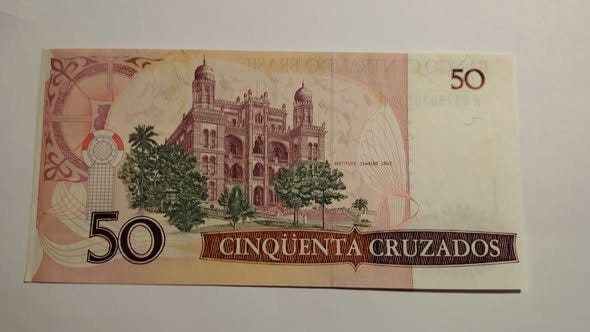 50
INSTITUTO OSWALDO CRUZ
50
CINQÜENTA CRUZADOS